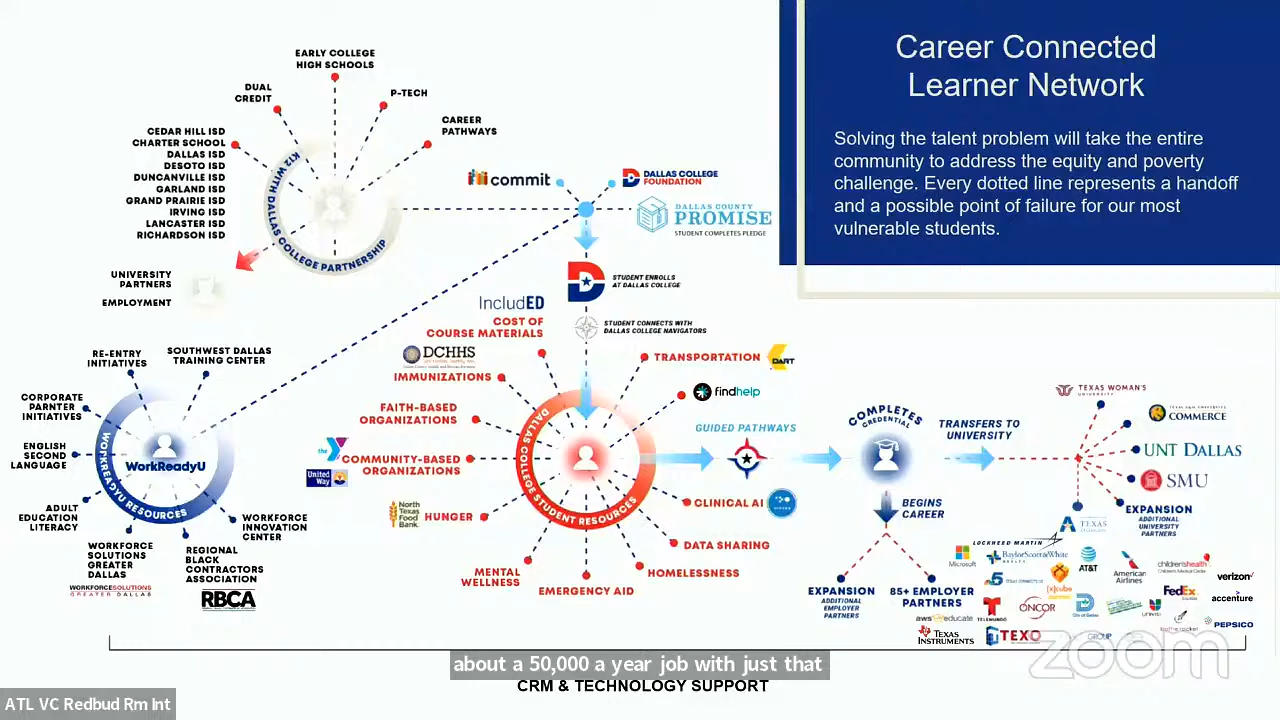 Career Connected
Learner Network
Solving the talent problem will take the entire
community to address the equity and poverty
challenge. Every dotted line represents a handoff
and a possible point of failure for our most
vulnerable students.
EARLY COLLEGE
HIGH SCHOOLS
DUAL
CREDIT
P-TECH
CAREER
PATHWAYS
CEDAR HILL ISD
CHARTER SCHOOL
DALLAS ISD
DESOTO ISD
DUNCANVILLE ISD
GARLAND ISD
GRAND PRAIRIE ISD
IRVING ISD
LANCASTER ISD
RICHARDSON ISD
K12 WITH DALLAS COLLEGE PARTNERSHIP
UNIVERSITY
PARTNERS
EMPLOYMENT
commit
DALLAS COLLEGE
FOUNDATION
DALLAS COUNTY
PROMISE
STUDENT COMPLETES PLEDGE
STUDENT ENROLLS
AT DALLAS COLLEGE
STUDENT CONNECTS WITH
DALLAS COLLEGE NAVIGATORS
IncludED
COST OF
COURSE MATERIALS
DCHHS
IMMUNIZATIONS
FAITH-BASED
ORGANIZATIONS
the Y
United
Way
COMMUNITY-BASED
ORGANIZATIONS
North
Texas
Food
Bank
HUNGER
MENTAL
WELLNESS
EMERGENCY AID
HOMELESSNESS
DATA SHARING
CLINICAL AI
TRANSPORTATION
DART
findhelp
DALLAS COLLEGE STUDENT RESOURCES
GUIDED PATHWAYS
COMPLETES
CREDENTIAL
TRANSFERS TO
UNIVERSITY
BEGINS
CAREER
TEXAS WOMAN'S
UNIVERSITY
COMMERCE
UNT DALLAS
SMU
EXPANSION
ADDITIONAL
UNIVERSITY
PARTNERS
TEXAS
EXPANSION
ADDITIONAL
EMPLOYER
PARTNERS
85+ EMPLOYER
PARTNERS
LOCKHEED MARTIN
Microsoft
BaylorScott&White
HEALTH
AT&T
American
Airlines
childrenshealth
verizon
accenture
FedEx
PEPSICO
TELEMUNDO
ONCOR
aws educate
TEXAS
INSTRUMENTS
TEXO
GROUP
RE-ENTRY
INITIATIVES
SOUTHWEST DALLAS
TRAINING CENTER
CORPORATE
PARNTER
INITIATIVES
ENGLISH
SECOND
LANGUAGE
ADULT
EDUCATION
LITERACY
WORKFORCE
SOLUTIONS
GREATER
DALLAS
WORKFORCESOLUTIONS
GREATER DALLAS
REGIONAL
BLACK
CONTRACTORS
ASSOCIATION
RBCA
WORKFORCE
INNOVATION
CENTER
WorkReadyU
WORKREADYU RESOURCES
zoom
about a 50,000 a year job with just that
CRM & TECHNOLOGY SUPPORT
ATL VC Redbud Rm Int